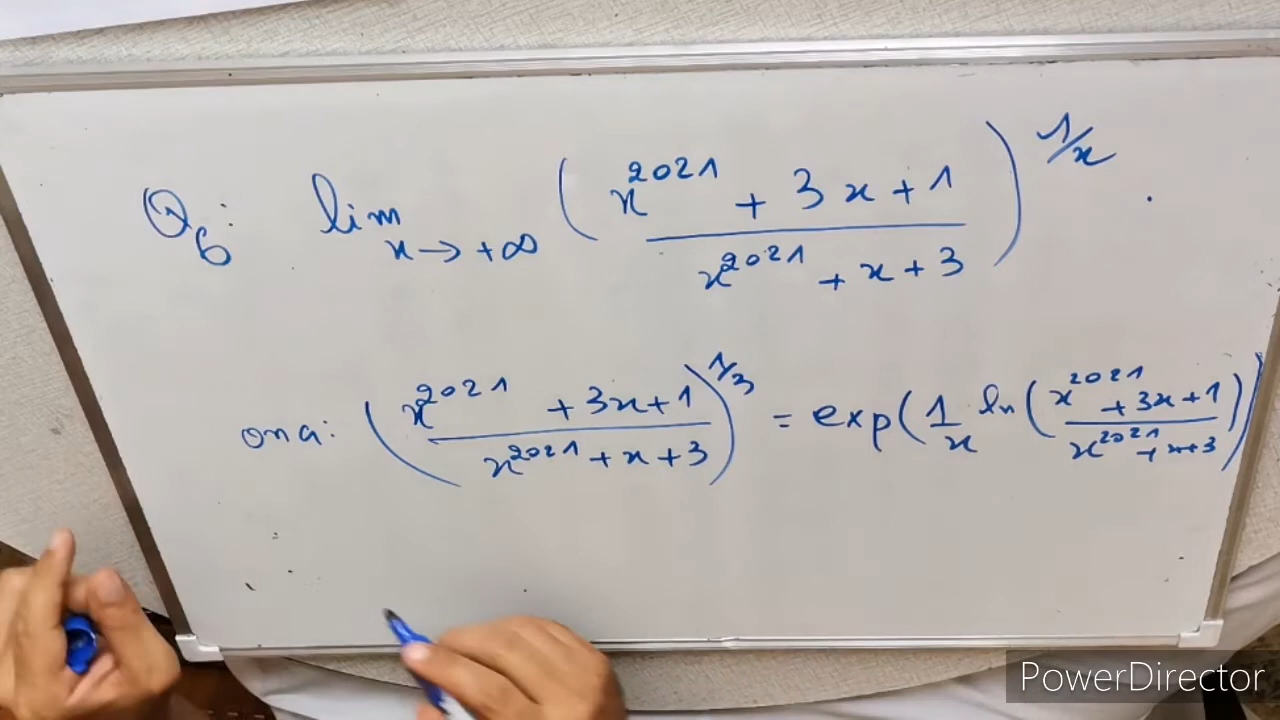 Q6: lim x→+∞ ( (x^2021 + 3x + 1) / (x^2021 + x + 3) )^(1/x) .
on a: ( (x^2021 + 3x + 1) / (x^2021 + x + 3) )^(1/3) = exp( 1/x ln( (x^2021 + 3x + 1) / (x^2021 + x + 3) ) )
PowerDirector